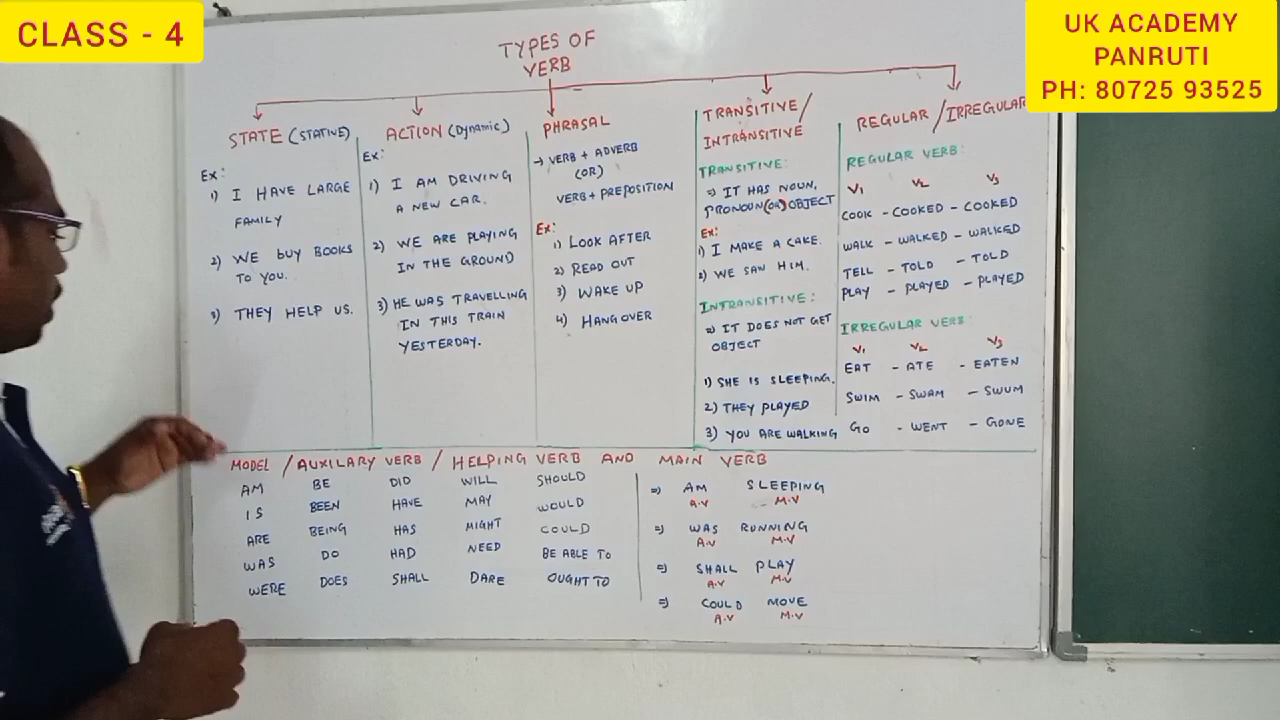 CLASS - 4
UK ACADEMY
PANRUTI
PH: 80725 93525
TYPES OF
VERB
STATE (STATIVE)
Ex:
1) I HAVE LARGE
FAMILY
2) WE BUY BOOKS
TO YOU.
3) THEY HELP US.
ACTION (Dynamic)
Ex:
1) I AM DRIVING
A NEW CAR.
2) WE ARE PLAYING
IN THE GROUND
3) HE WAS TRAVELLING
IN THIS TRAIN
YESTERDAY.
PHRASAL
→ VERB + ADVERB
(OR)
VERB + PREPOSITION
Ex:
1) LOOK AFTER
2) READ OUT
3) WAKE UP
4) HANGOVER
TRANSITIVE/
INTRANSITIVE
TRANSITIVE:
⇒ IT HAS NOUN,
PRONOUN (OR) OBJECT
Ex:
1) I MAKE A CAKE.
2) WE SAW HIM.
INTRANSITIVE:
⇒ IT DOES NOT GET
OBJECT
1) SHE IS SLEEPING.
2) THEY PLAYED
3) YOU ARE WALKING
REGULAR / IRREGULAR
REGULAR VERB:
V1 V2 V3
COOK - COOKED - COOKED
WALK - WALKED - WALKED
TELL - TOLD - TOLD
PLAY - PLAYED - PLAYED
IRREGULAR VERB:
V1 V2 V3
EAT - ATE - EATEN
SWIM - SWAM - SWUM
GO - WENT - GONE
MODEL / AUXILARY VERB / HELPING VERB AND MAIN VERB
AM BE DID WILL SHOULD
IS BEEN HAVE MAY WOULD
ARE BEING HAS MIGHT COULD
WAS DO HAD NEED BE ABLE TO
WERE DOES SHALL DARE OUGHT TO
⇒ AM SLEEPING
A.V M.V
⇒ WAS RUNNING
A.V M.V
⇒ SHALL PLAY
A.V M.V
⇒ COULD MOVE
A.V M.V